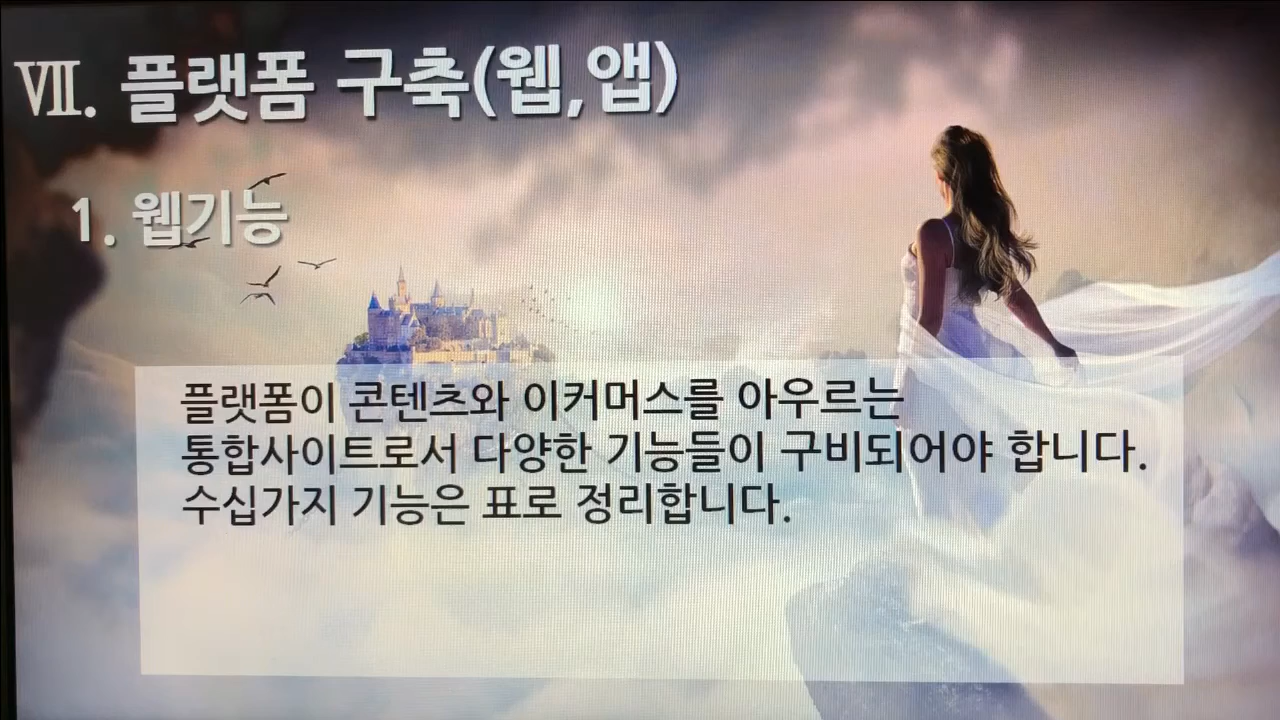 Ⅶ. 플랫폼 구축(웹,앱)
1. 웹기능
플랫폼이 콘텐츠와 이커머스를 아우르는
통합사이트로서 다양한 기능들이 구비되어야 합니다.
수십가지 기능은 표로 정리합니다.